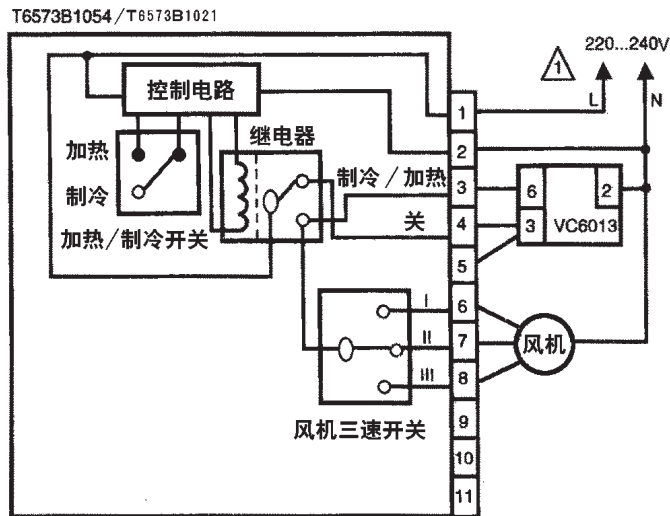 T6573B1054/T6573B1021
220...240V
1
L
N
控制电路
继电器
加热
制冷
加热/制冷开关
制冷/加热
关
1
2
3
4
5
6
7
8
9
10
11
6
2
3
VC6013
I
II
III
风机
风机三速开关